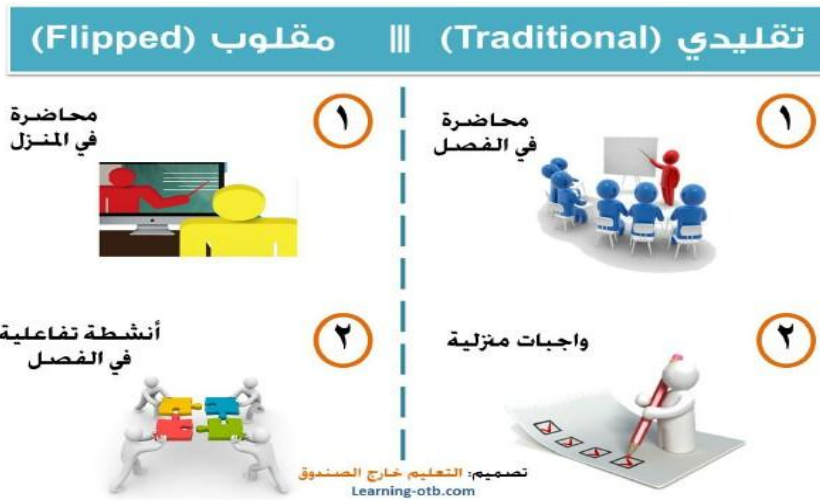 تقليدي (Traditional) ||| مقلوب (Flipped)
١
محاضرة
في الفصل
٢
واجبات منزلية
١
محاضرة
في المنزل
٢
أنشطة تفاعلية
في الفصل
تصميم: التعليم خارج الصندوق
Learning-otb.com